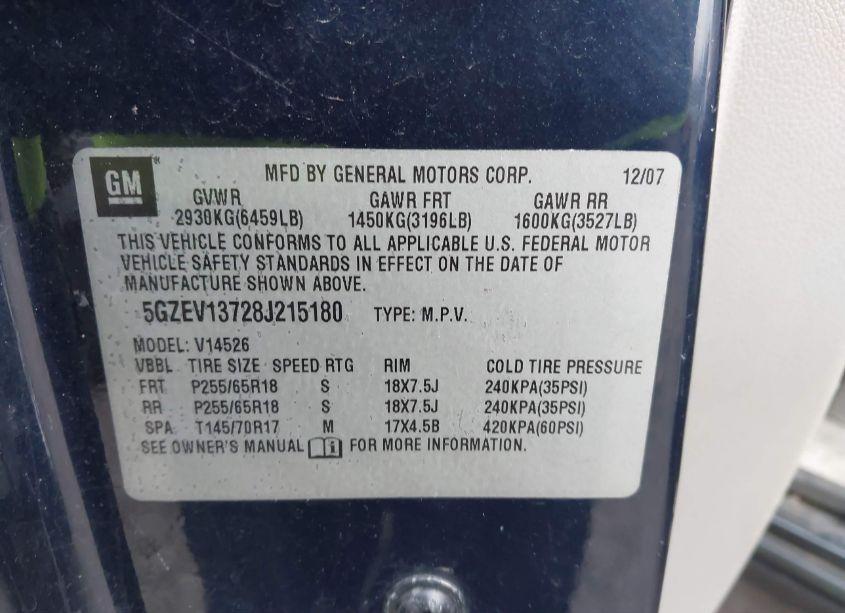 GM
MFD BY GENERAL MOTORS CORP. 12/07
GVWR GAWR FRT GAWR RR
2930KG(6459LB) 1450KG(3196LB) 1600KG(3527LB)
THIS VEHICLE CONFORMS TO ALL APPLICABLE U.S. FEDERAL MOTOR
VEHICLE SAFETY STANDARDS IN EFFECT ON THE DATE OF
MANUFACTURE SHOWN ABOVE.
5GZEV13728J215180 TYPE: M.P.V.
MODEL: V14526
VBBL TIRE SIZE SPEED RTG RIM COLD TIRE PRESSURE
FRT P255/65R18 S 18X7.5J 240KPA(35PSI)
RR P255/65R18 S 18X7.5J 240KPA(35PSI)
SPA T145/70R17 M 17X4.5B 420KPA(60PSI)
SEE OWNER'S MANUAL i FOR MORE INFORMATION.